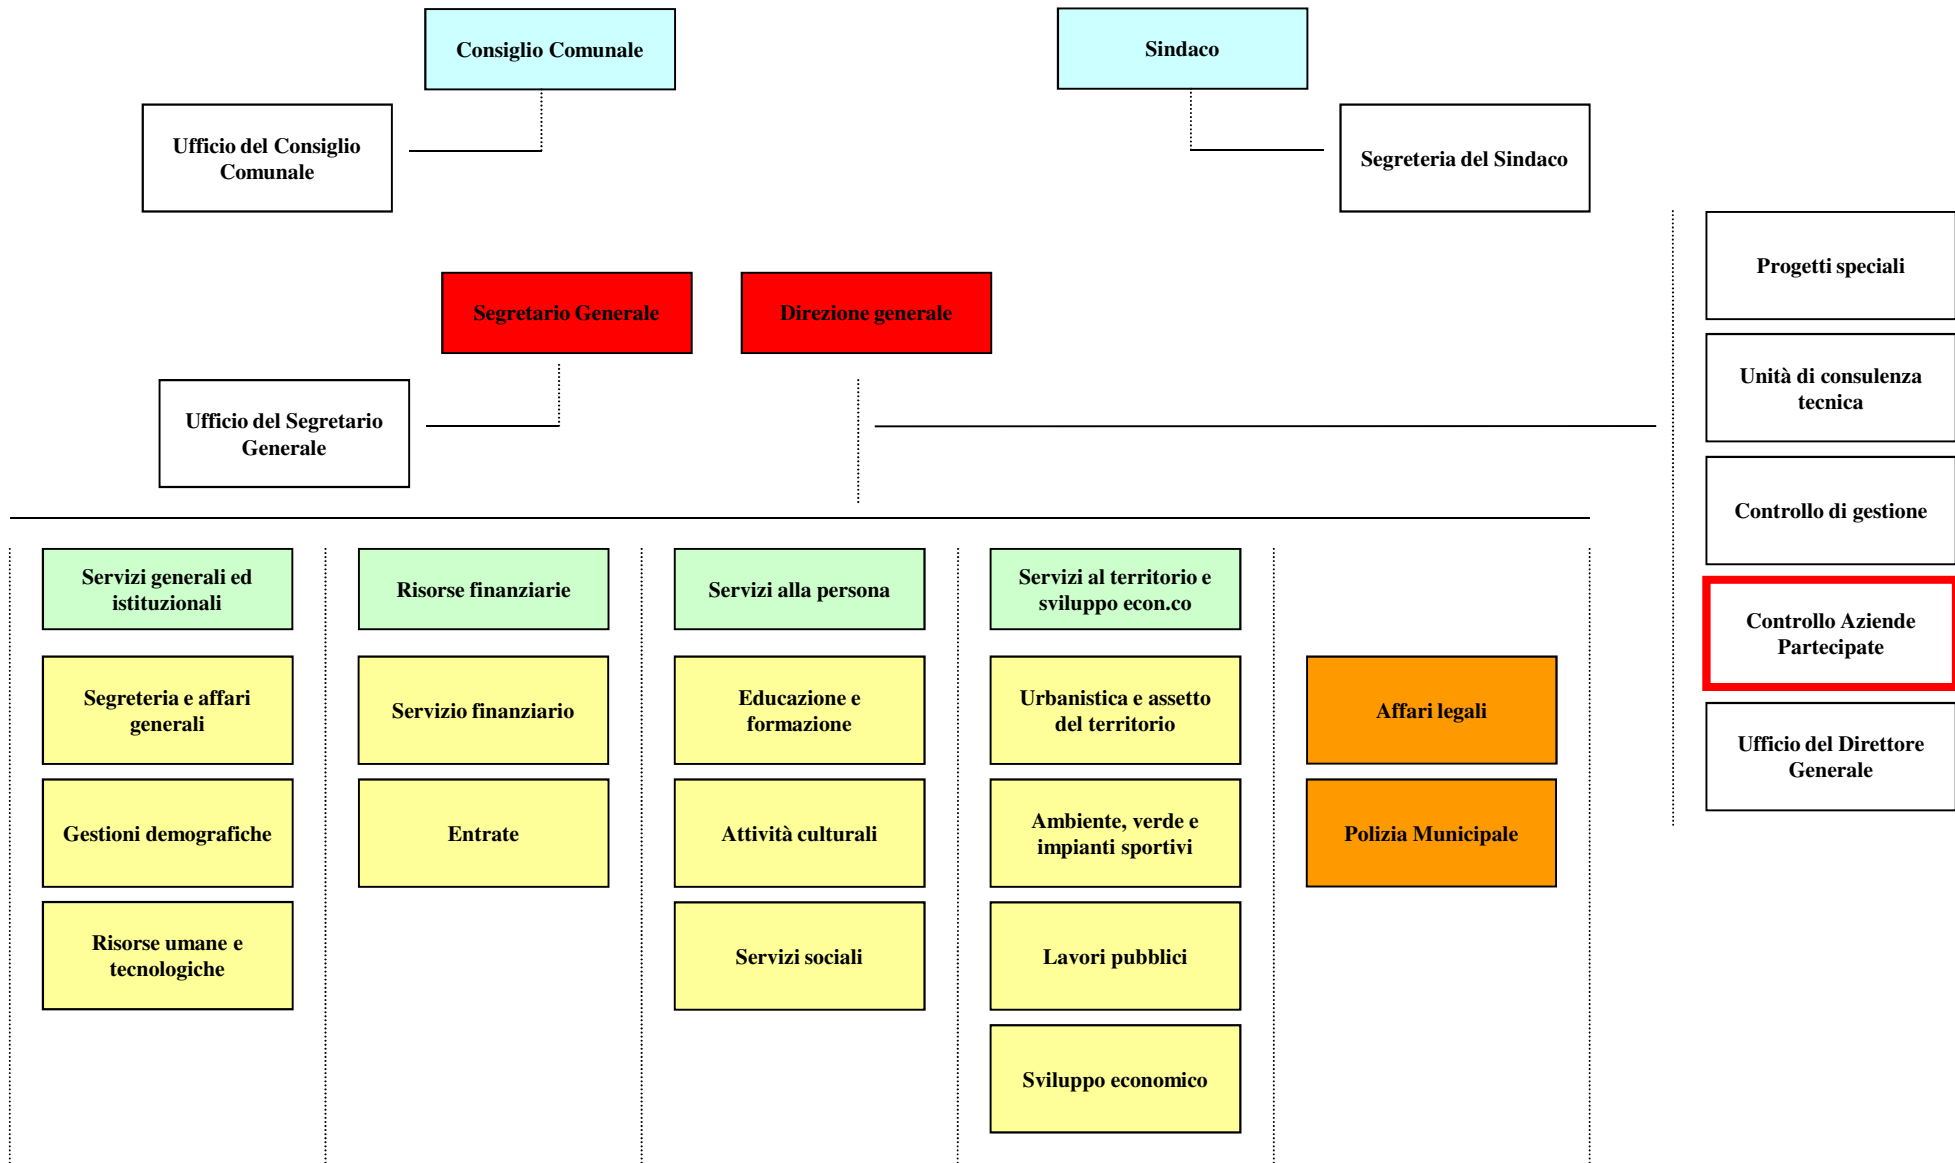 Consiglio Comunale
Sindaco
Ufficio del Consiglio
Comunale
Segreteria del Sindaco
Progetti speciali
Segretario Generale
Direzione generale
Unità di consulenza
tecnica
Ufficio del Segretario
Generale
Controllo di gestione
Controllo Aziende
Partecipate
Ufficio del Direttore
Generale
Servizi generali ed
istituzionali
Segreteria e affari
generali
Gestioni demografiche
Risorse umane e
tecnologiche
Risorse finanziarie
Servizio finanziario
Entrate
Servizi alla persona
Educazione e
formazione
Attività culturali
Servizi sociali
Servizi al territorio e
sviluppo econ.co
Urbanistica e assetto
del territorio
Ambiente, verde e
impianti sportivi
Lavori pubblici
Sviluppo economico
Affari legali
Polizia Municipale